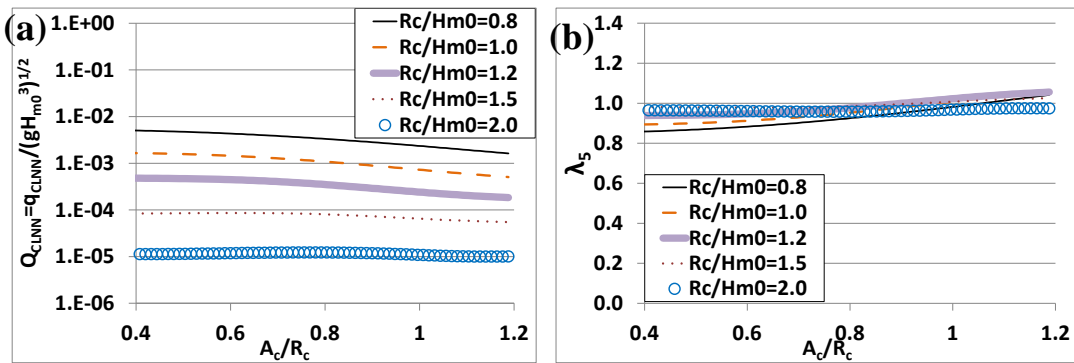 (a)
Q_CLNN=q_CLNN/(gH_m0^3)^1/2
1.E+00
1.E-01
1.E-02
1.E-03
1.E-04
1.E-05
1.E-06
Rc/Hm0=0.8
Rc/Hm0=1.0
Rc/Hm0=1.2
Rc/Hm0=1.5
Rc/Hm0=2.0
0.4 0.6 0.8 1 1.2
A_c/R_c
(b)
λ_5
1.4
1.2
1.0
0.8
0.6
0.4
0.2
0.0
Rc/Hm0=0.8
Rc/Hm0=1.0
Rc/Hm0=1.2
Rc/Hm0=1.5
Rc/Hm0=2.0
0.4 0.6 0.8 1 1.2
A_c/R_c